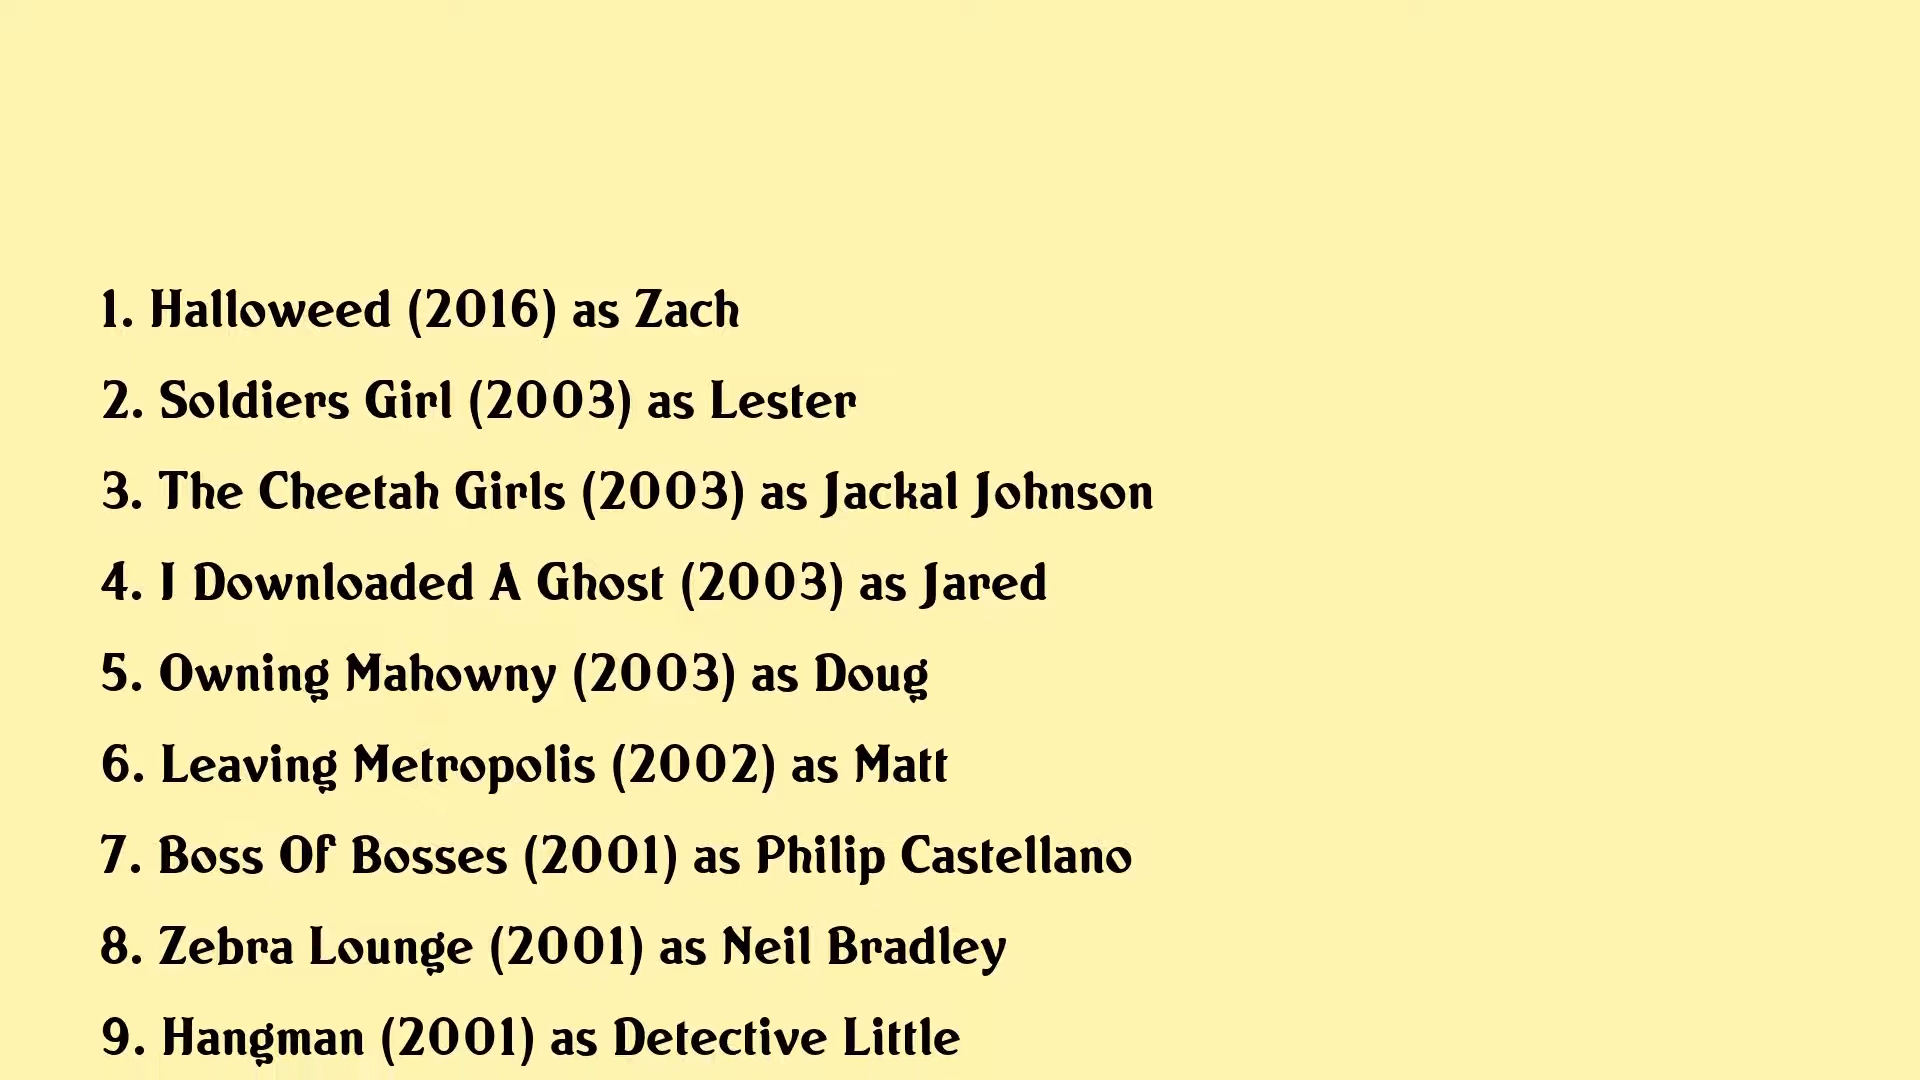 1. Halloweed (2016) as Zach
2. Soldiers Girl (2003) as Lester
3. The Cheetah Girls (2003) as Jackal Johnson
4. I Downloaded A Ghost (2003) as Jared
5. Owning Mahowny (2003) as Doug
6. Leaving Metropolis (2002) as Matt
7. Boss Of Bosses (2001) as Philip Castellano
8. Zebra Lounge (2001) as Neil Bradley
9. Hangman (2001) as Detective Little